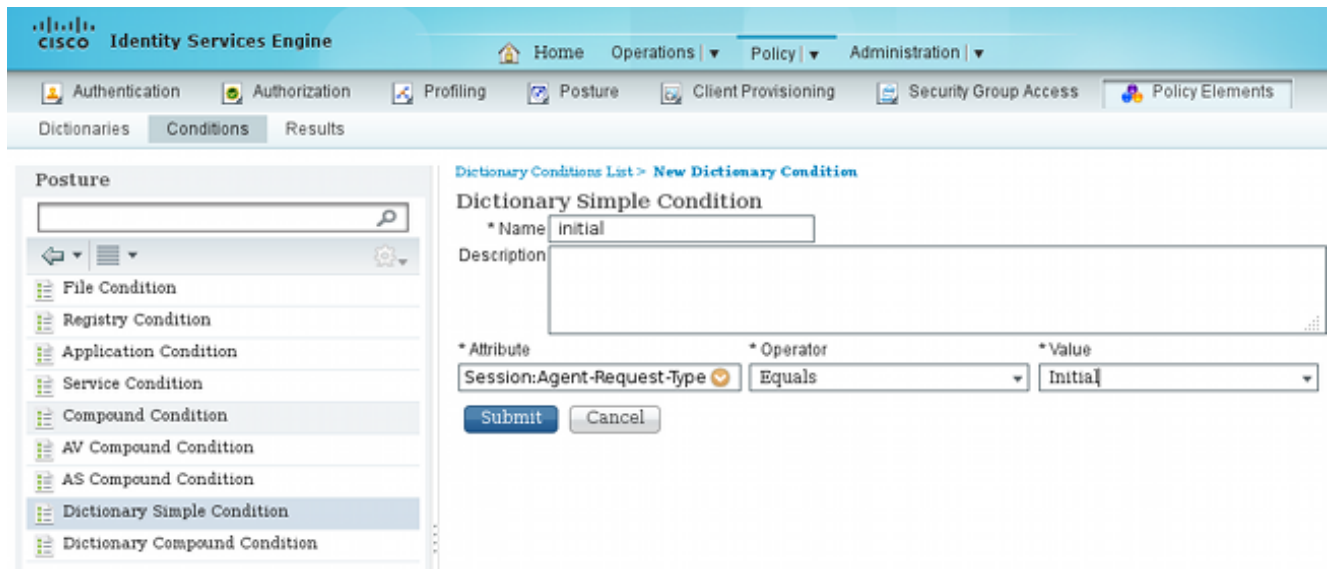 CISCO Identity Services Engine
Home Operations | Policy | Administration |
Authentication Authorization Profiling Posture Client Provisioning Security Group Access Policy Elements
Dictionaries Conditions Results
Posture
File Condition
Registry Condition
Application Condition
Service Condition
Compound Condition
AV Compound Condition
AS Compound Condition
Dictionary Simple Condition
Dictionary Compound Condition
Dictionary Conditions List > New Dictionary Condition
Dictionary Simple Condition
* Name initial
Description
* Attribute * Operator * Value
Session:Agent-Request-Type Equals Initial
Submit Cancel